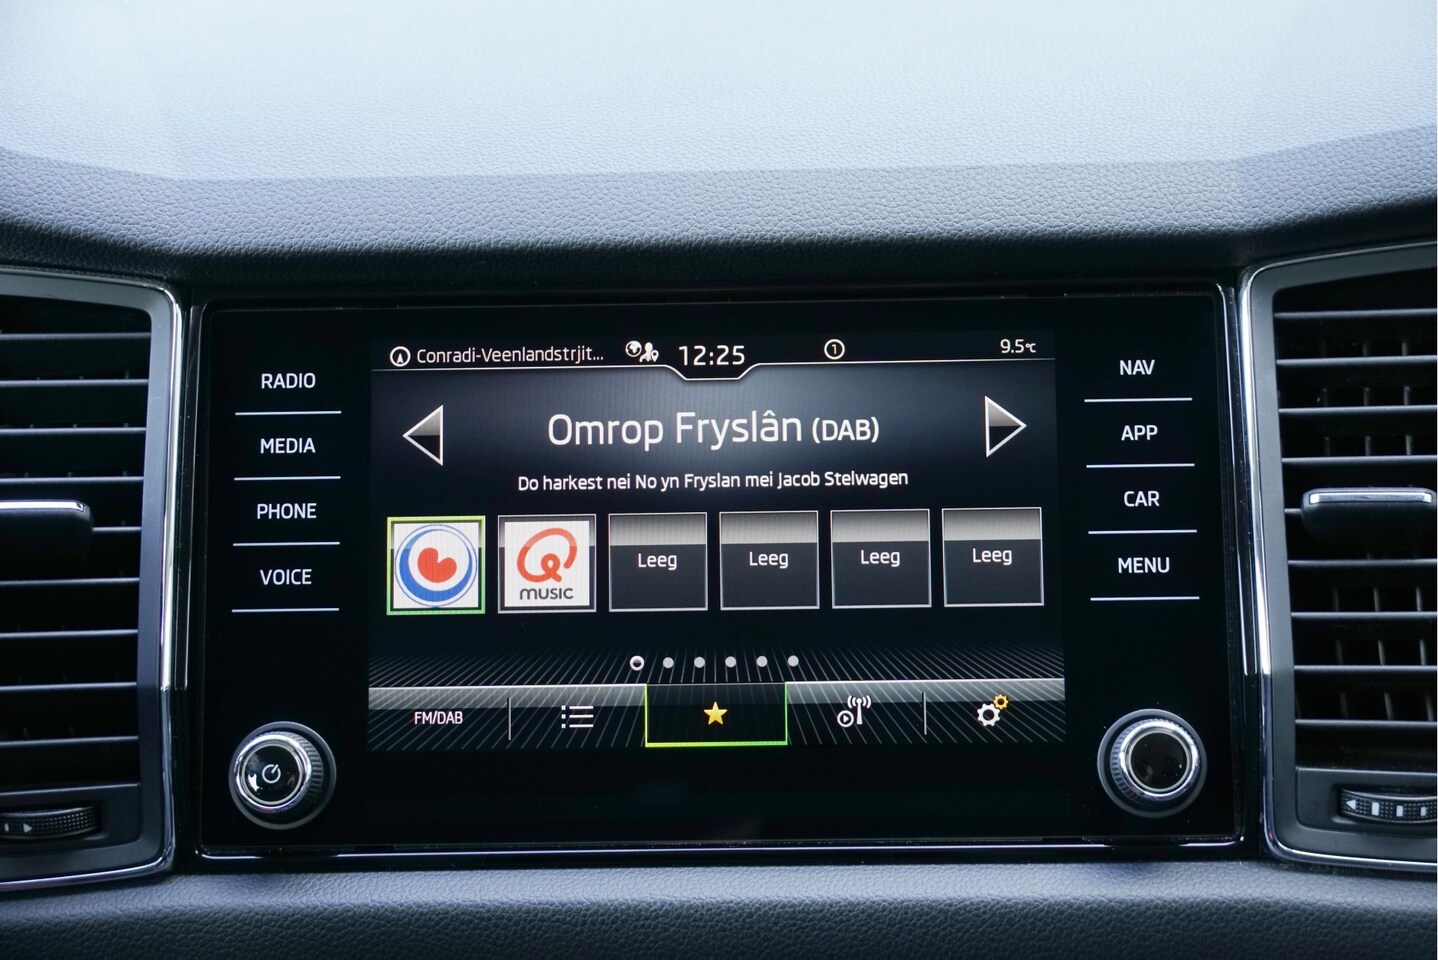 Conradi-Veenlandstrjit... 12:25 1 9.5°C
RADIO
MEDIA
PHONE
VOICE
Omrop Fryslân (DAB)
Do harkest nei No yn Fryslan mei Jacob Stelwagen
MUSIC
Leeg
Leeg
Leeg
Leeg
FM/DAB
NAV
APP
CAR
MENU